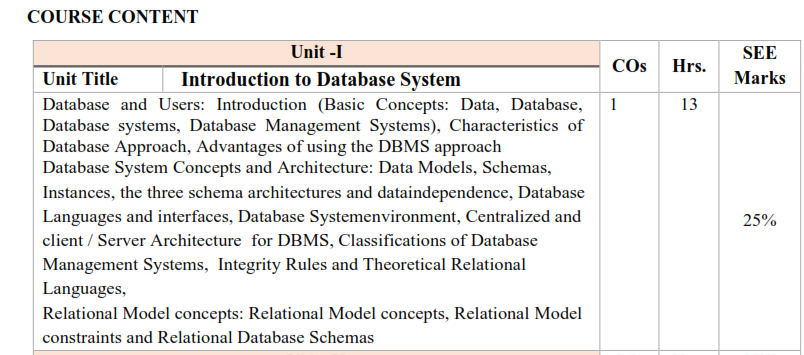 COURSE CONTENT
Unit -I
COs
Hrs.
SEE
Marks
Unit Title
Introduction to Database System
Database and Users: Introduction (Basic Concepts: Data, Database,
Database systems, Database Management Systems), Characteristics of
Database Approach, Advantages of using the DBMS approach
Database System Concepts and Architecture: Data Models, Schemas,
Instances, the three schema architectures and dataindependence, Database
Languages and interfaces, Database Systemenvironment, Centralized and
client / Server Architecture for DBMS, Classifications of Database
Management Systems, Integrity Rules and Theoretical Relational
Languages,
Relational Model concepts: Relational Model concepts, Relational Model
constraints and Relational Database Schemas
1
13
25%